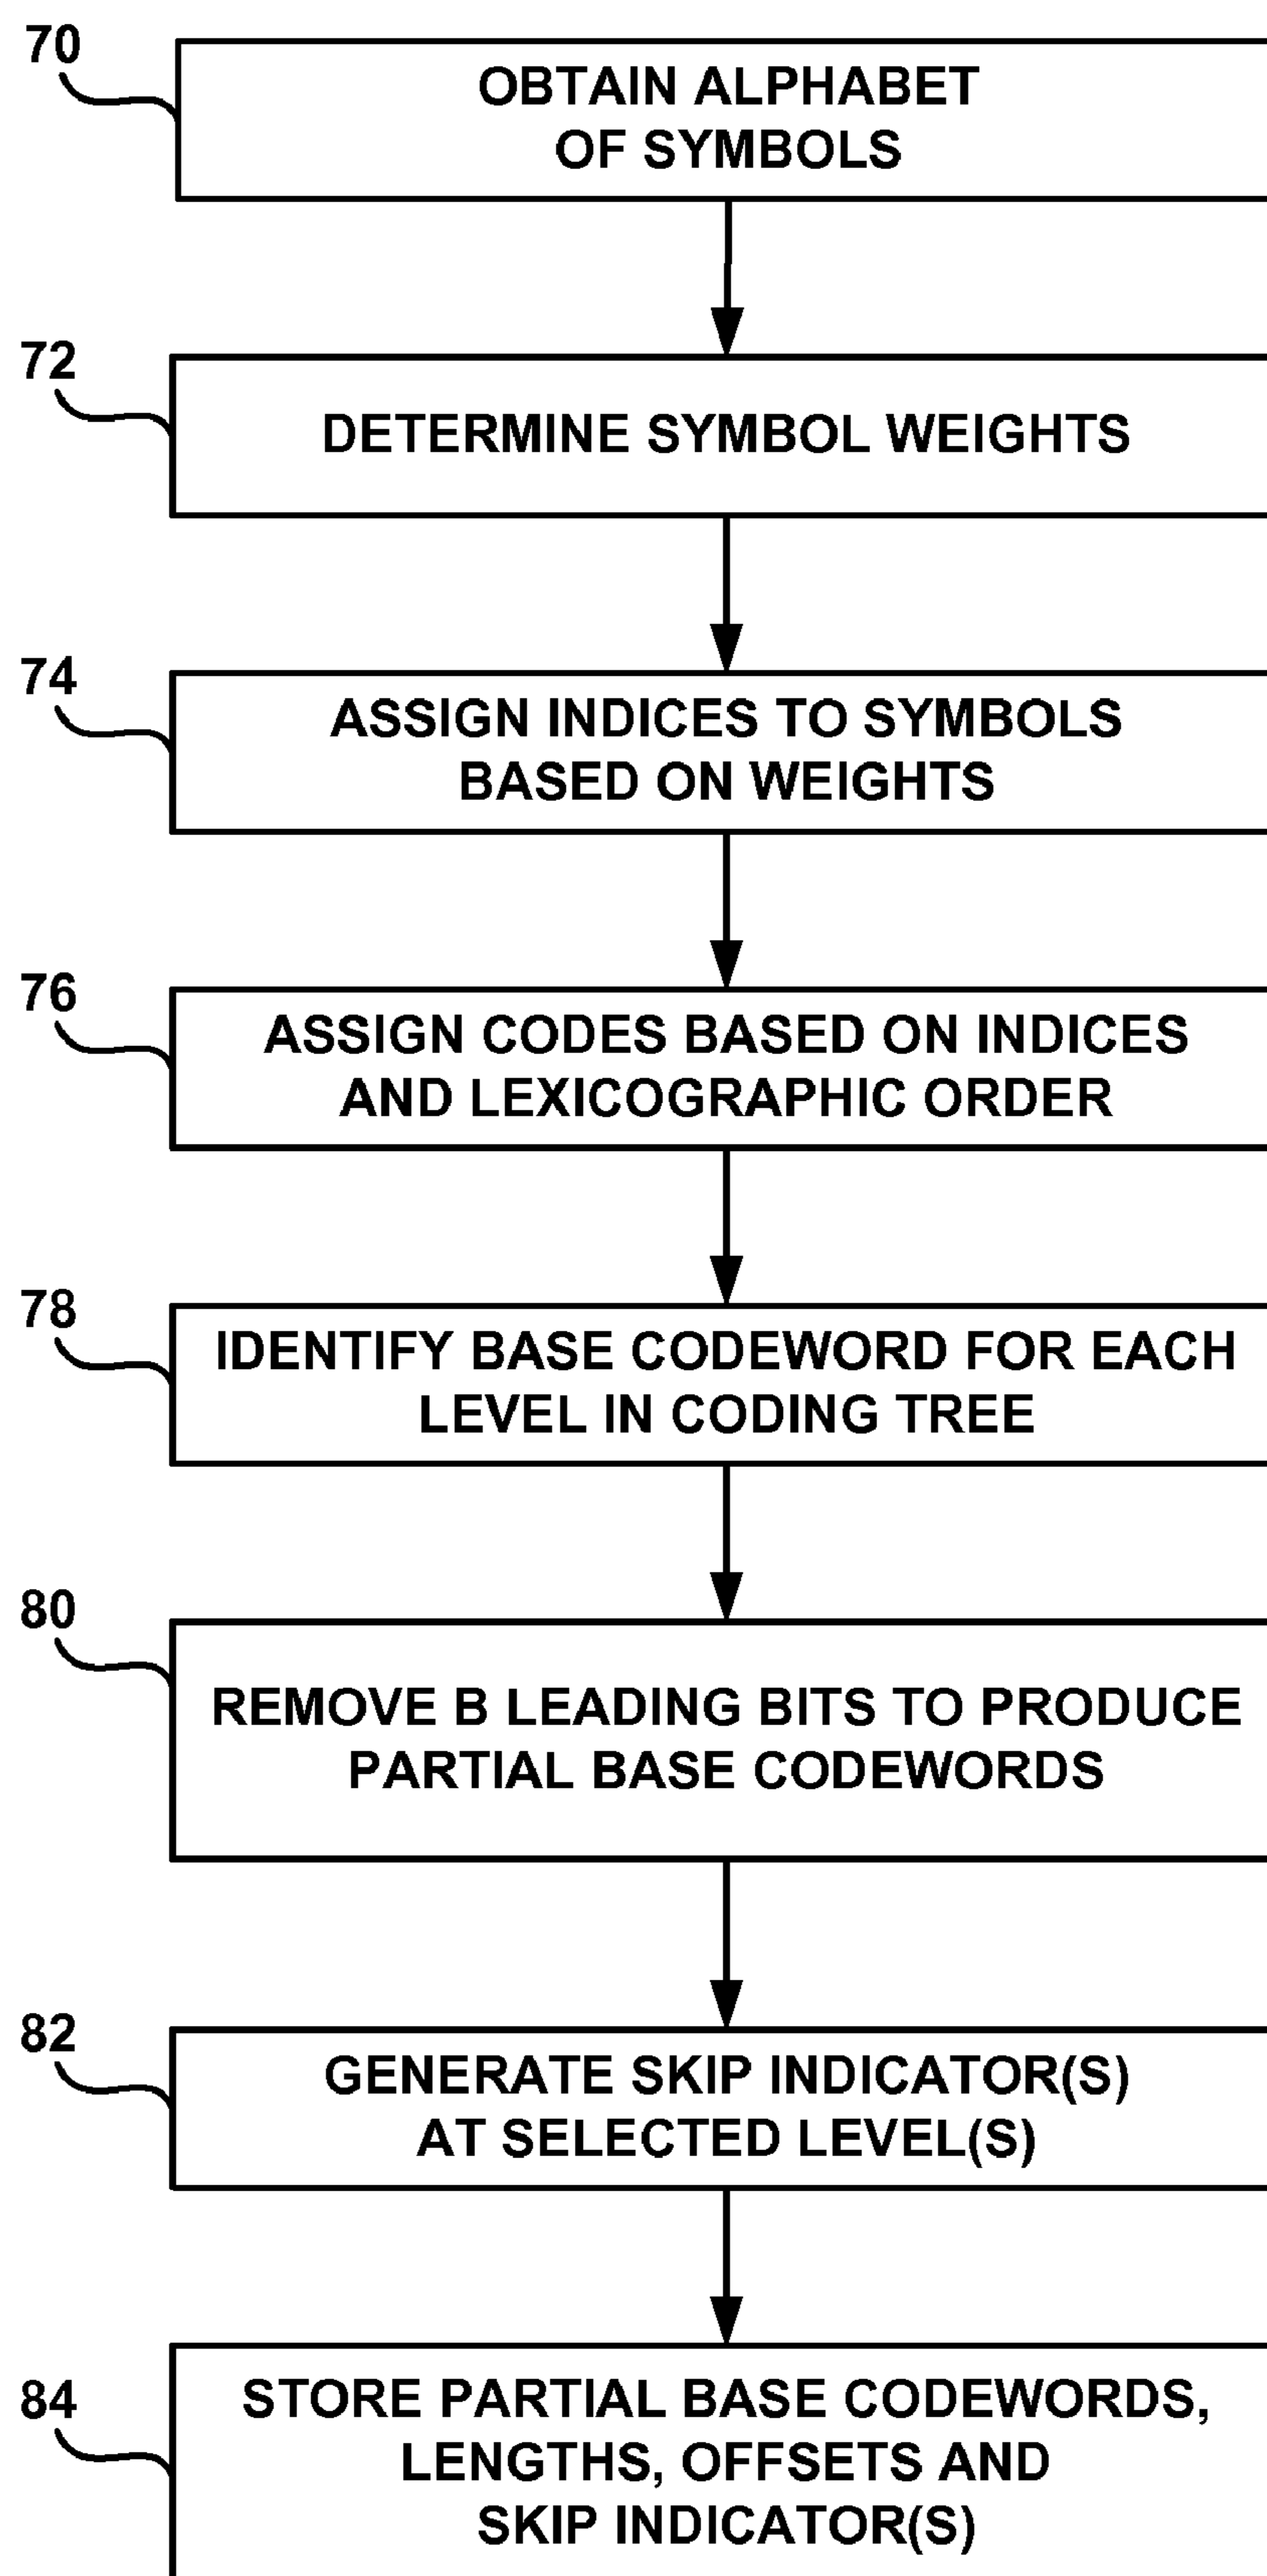 70
OBTAIN ALPHABET
OF SYMBOLS
72
DETERMINE SYMBOL WEIGHTS
74
ASSIGN INDICES TO SYMBOLS
BASED ON WEIGHTS
76
ASSIGN CODES BASED ON INDICES
AND LEXICOGRAPHIC ORDER
78
IDENTIFY BASE CODEWORD FOR EACH
LEVEL IN CODING TREE
80
REMOVE B LEADING BITS TO PRODUCE
PARTIAL BASE CODEWORDS
82
GENERATE SKIP INDICATOR(S)
AT SELECTED LEVEL(S)
84
STORE PARTIAL BASE CODEWORDS,
LENGTHS, OFFSETS AND
SKIP INDICATOR(S)